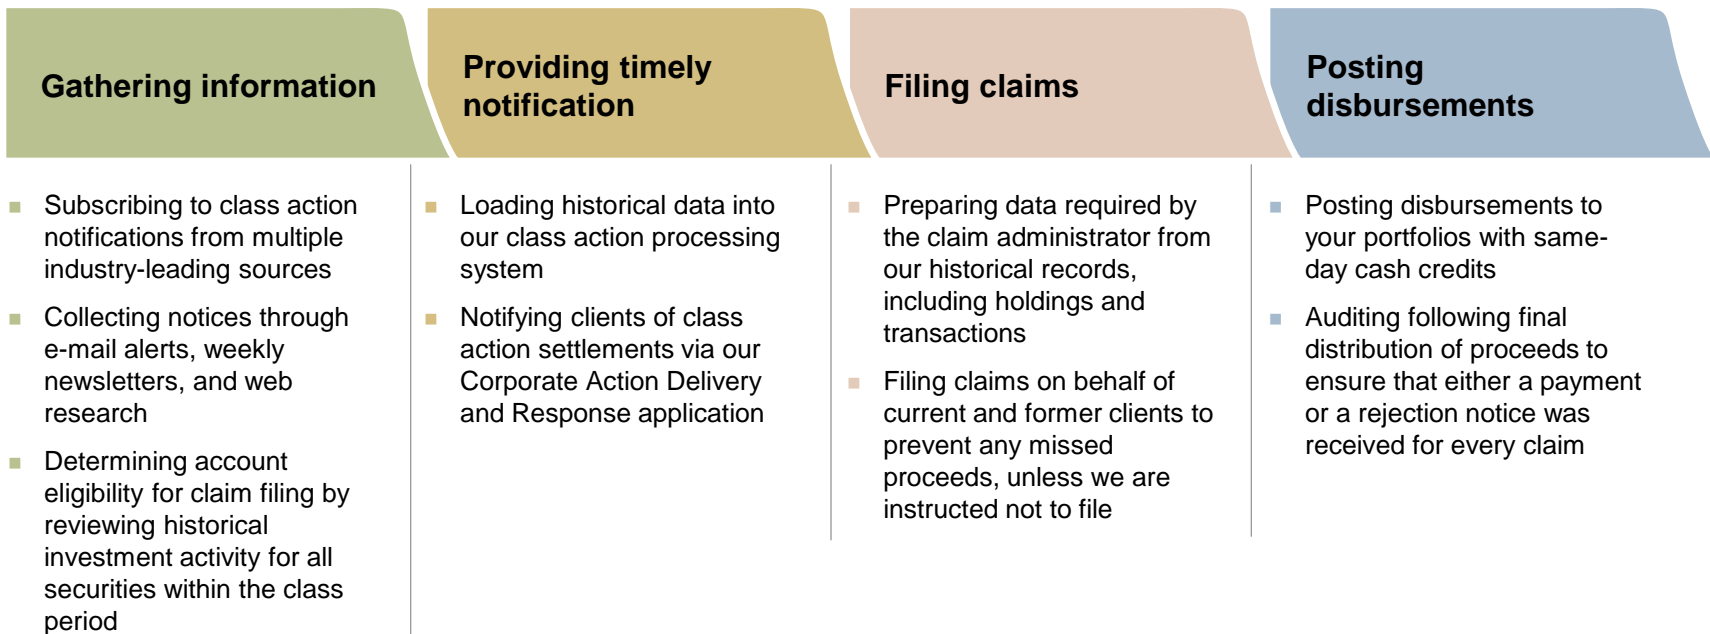 Gathering information
Providing timely
notification
Filing claims
Posting
disbursements
Subscribing to class action
notifications from multiple
industry-leading sources
Collecting notices through
e-mail alerts, weekly
newsletters, and web
research
Determining account
eligibility for claim filing by
reviewing historical
investment activity for all
securities within the class
period
Loading historical data into
our class action processing
system
Notifying clients of class
action settlements via our
Corporate Action Delivery
and Response application
Preparing data required by
the claim administrator from
our historical records,
including holdings and
transactions
Filing claims on behalf of
current and former clients to
prevent any missed
proceeds, unless we are
instructed not to file
Posting disbursements to
your portfolios with same-
day cash credits
Auditing following final
distribution of proceeds to
ensure that either a payment
or a rejection notice was
received for every claim